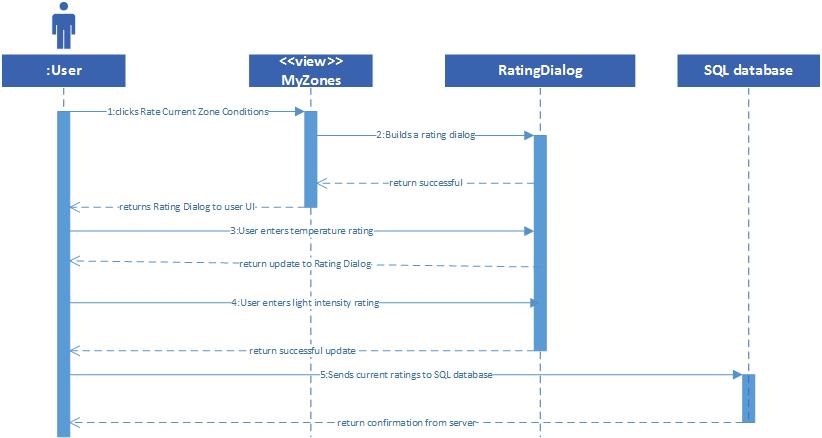 :User
<<view>>
MyZones
RatingDialog
SQL database
1:clicks Rate Current Zone Conditions
2:Builds a rating dialog
return successful
returns Rating Dialog to user UI
3:User enters temperature rating
return update to Rating Dialog
4:User enters light intensity rating
return successful update
5:Sends current ratings to SQL database
return confirmation from server